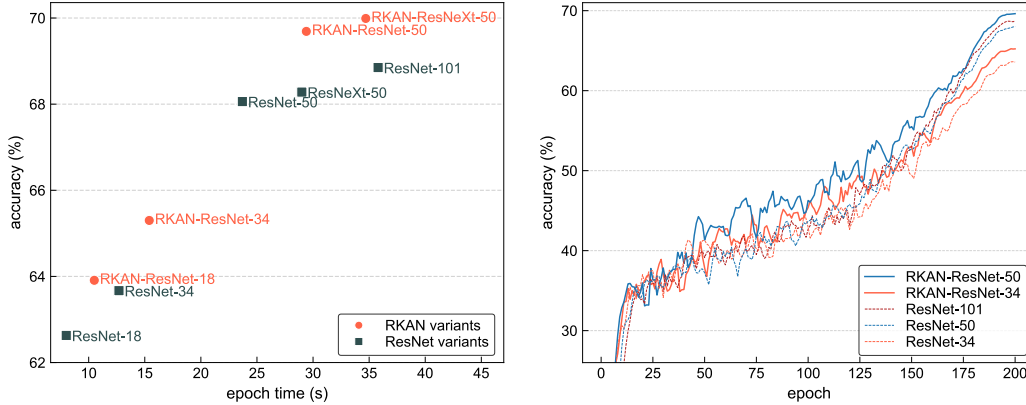 70
68
66
64
62
accuracy (%)
RKAN-ResNeXt-50
RKAN-ResNet-50
ResNet-101
ResNeXt-50
ResNet-50
RKAN-ResNet-34
RKAN-ResNet-18
ResNet-34
ResNet-18
RKAN variants
ResNet variants
10 15 20 25 30 35 40 45
epoch time (s)
70
60
50
40
30
accuracy (%)
RKAN-ResNet-50
RKAN-ResNet-34
ResNet-101
ResNet-50
ResNet-34
0 25 50 75 100 125 150 175 200
epoch